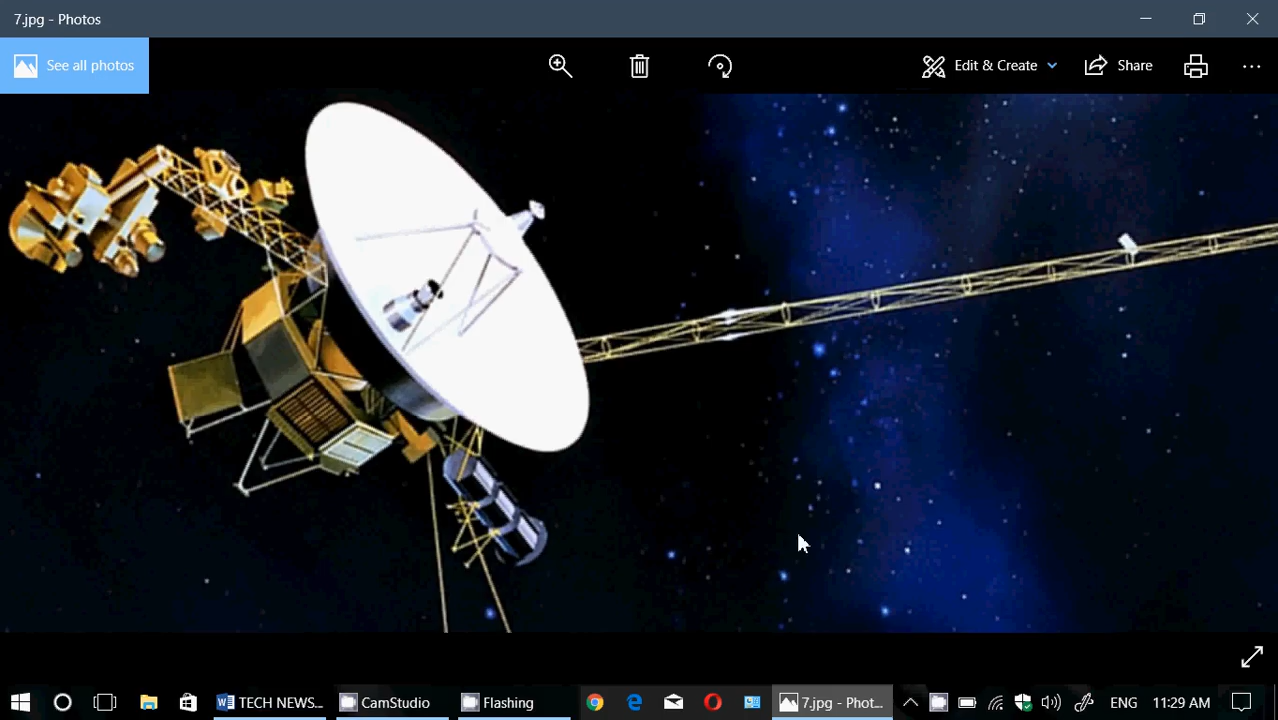 7.jpg - Photos
See all photos
Edit & Create
Share
TECH NEWS...
CamStudio
Flashing
7.jpg - Phot...
ENG
11:29 AM